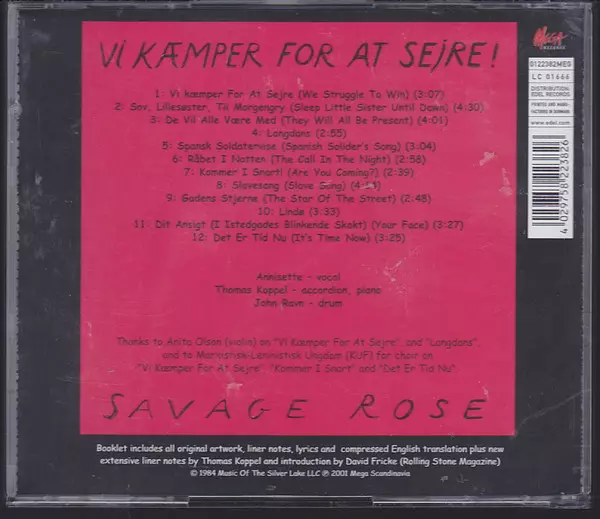 Vi KÆMPER FOR AT SEJRE!
MEGA
RECORDS
0122382MEG
LC 01666
DISTRIBUTION:
EDEL RECORDS
www.edel.com
4 029758 223826
1: Vi kæmper For At Sejre (We Struggle To Win) (3:07)
2: Sov, Lillesøster, Til Morgengry (Sleep Little Sister Until Dawn) (4:30)
3: De Vil Alle Være Med (They Will All Be Present) (4:01)
4: Langdans (2:55)
5: Spansk Soldatervise (Spanish Solider's Song) (3:04)
6: Råbet I Natten (The Call In The Night) (2:58)
7: Kommer I Snart! (Are You Coming?) (2:39)
8: Slavesang (Slave Song)
9: Gadens Stjerne (The Star Of The Street) (2:48)
10: Linda (3:33)
11: Dit Ansigt (I Istedgades Blinkende Skakt) (Your Face) (3:27)
12: Det Er Tid Nu (It's Time Now) (3:25)
Annisette - vocal
Thomas Koppel - accordion, piano
John Ravn - drum
Thanks to Anita Olson (violin) on "Vi Kæmper For At Sejre" and "Langdans",
and to Marxistisk-Leninistisk Ungdom (KUF) for choir on
"Vi Kæmper For At Sejre" "Kommer I Snart" and "Det Er Tid Nu".
SAVAGE ROSE
Booklet includes all original artwork, liner notes, lyrics and compressed English translation plus new
extensive liner notes by Thomas Koppel and introduction by David Fricke (Rolling Stone Magazine)
© 1984 Music Of The Silver Lake LLC ℗ 2001 Mega Scandinavia